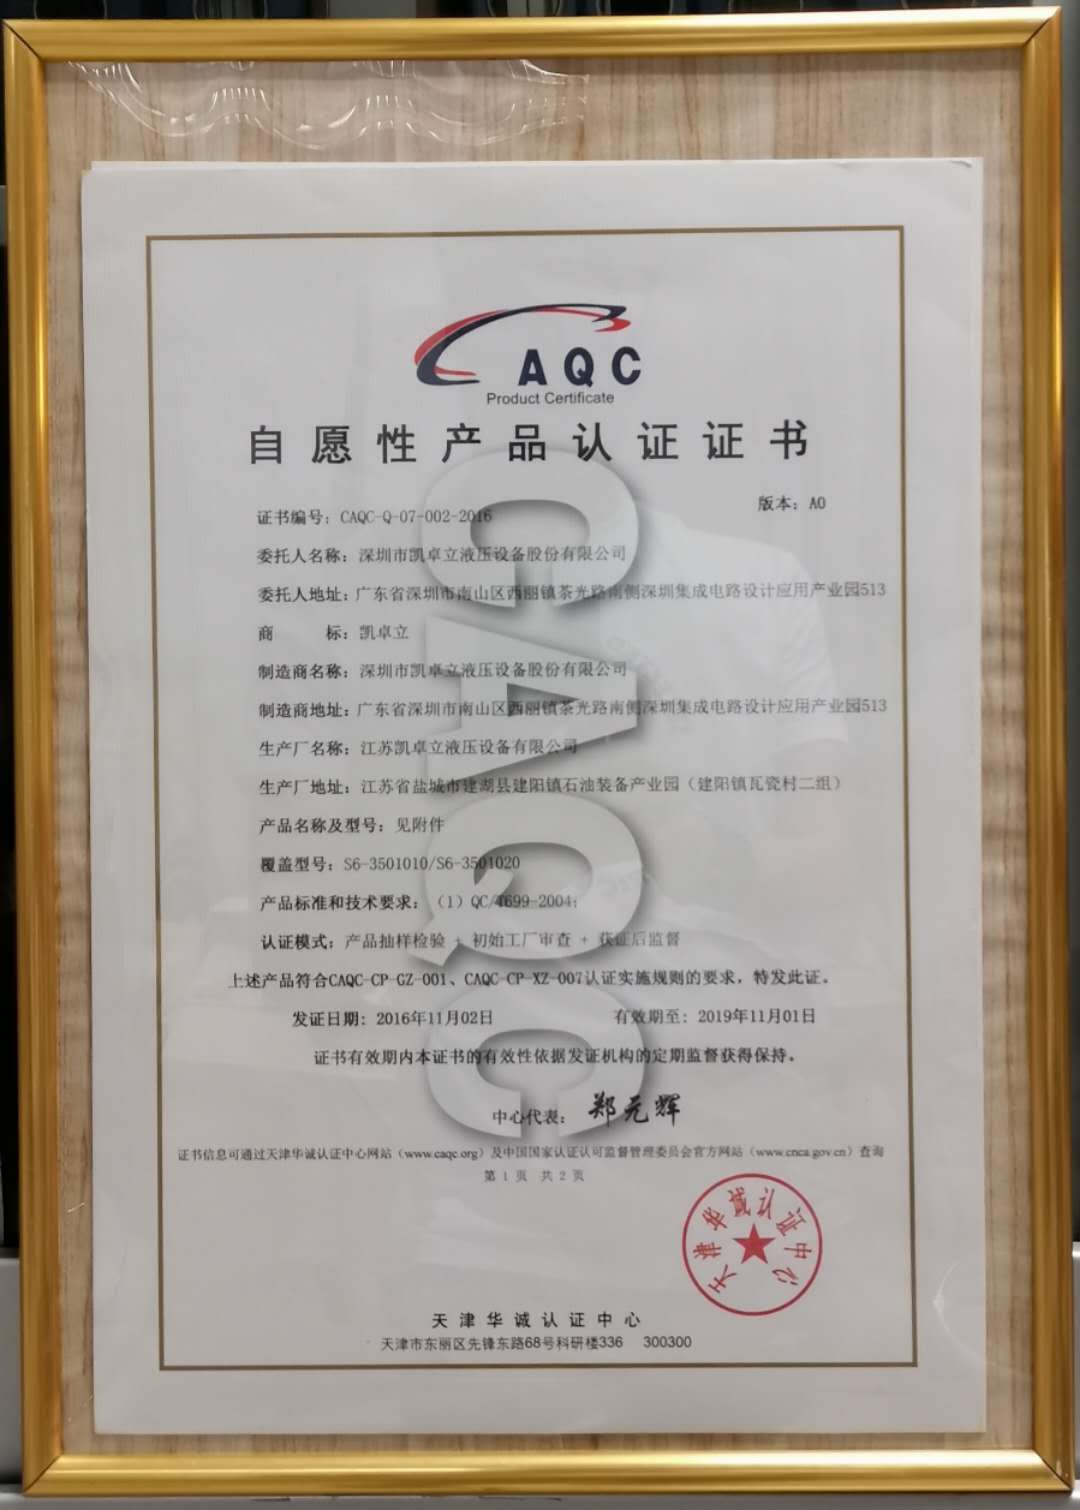 CAQC
Product Certificate
自愿性产品认证证书
版本：A0
证书编号：CAQC-Q-07-002-2016
委托人名称：深圳市凯卓立液压设备股份有限公司
委托人地址：广东省深圳市南山区西丽镇茶光路南侧深圳集成电路设计应用产业园513
商 标：凯卓立
制造商名称：深圳市凯卓立液压设备股份有限公司
制造商地址：广东省深圳市南山区西丽镇茶光路南侧深圳集成电路设计应用产业园513
生产厂名称：江苏凯卓立液压设备有限公司
生产厂地址：江苏省盐城市建湖县建阳镇石油装备产业园（建阳镇瓦瓷村二组）
产品名称及型号：见附件
覆盖型号：S6-3501010/S6-3501020
产品标准和技术要求：（1）QC/T699-2004;
认证模式：产品抽样检验 + 初始工厂审查 + 获证后监督
上述产品符合CAQC-CP-GZ-001、CAQC-CP-XZ-007认证实施规则的要求，特发此证。
发证日期：2016年11月02日 有效期至：2019年11月01日
证书有效期内本证书的有效性依据发证机构的定期监督获得保持。
中心代表：郑元辉
证书信息可通过天津华诚认证中心网站（www.caqc.org）及中国国家认证认可监督管理委员会官方网站（www.cnca.gov.cn）查询
第 1 页 共 2 页
天津华诚认证中心
天津华诚认证中心
天津市东丽区先锋东路68号科研楼336 300300
CAQC